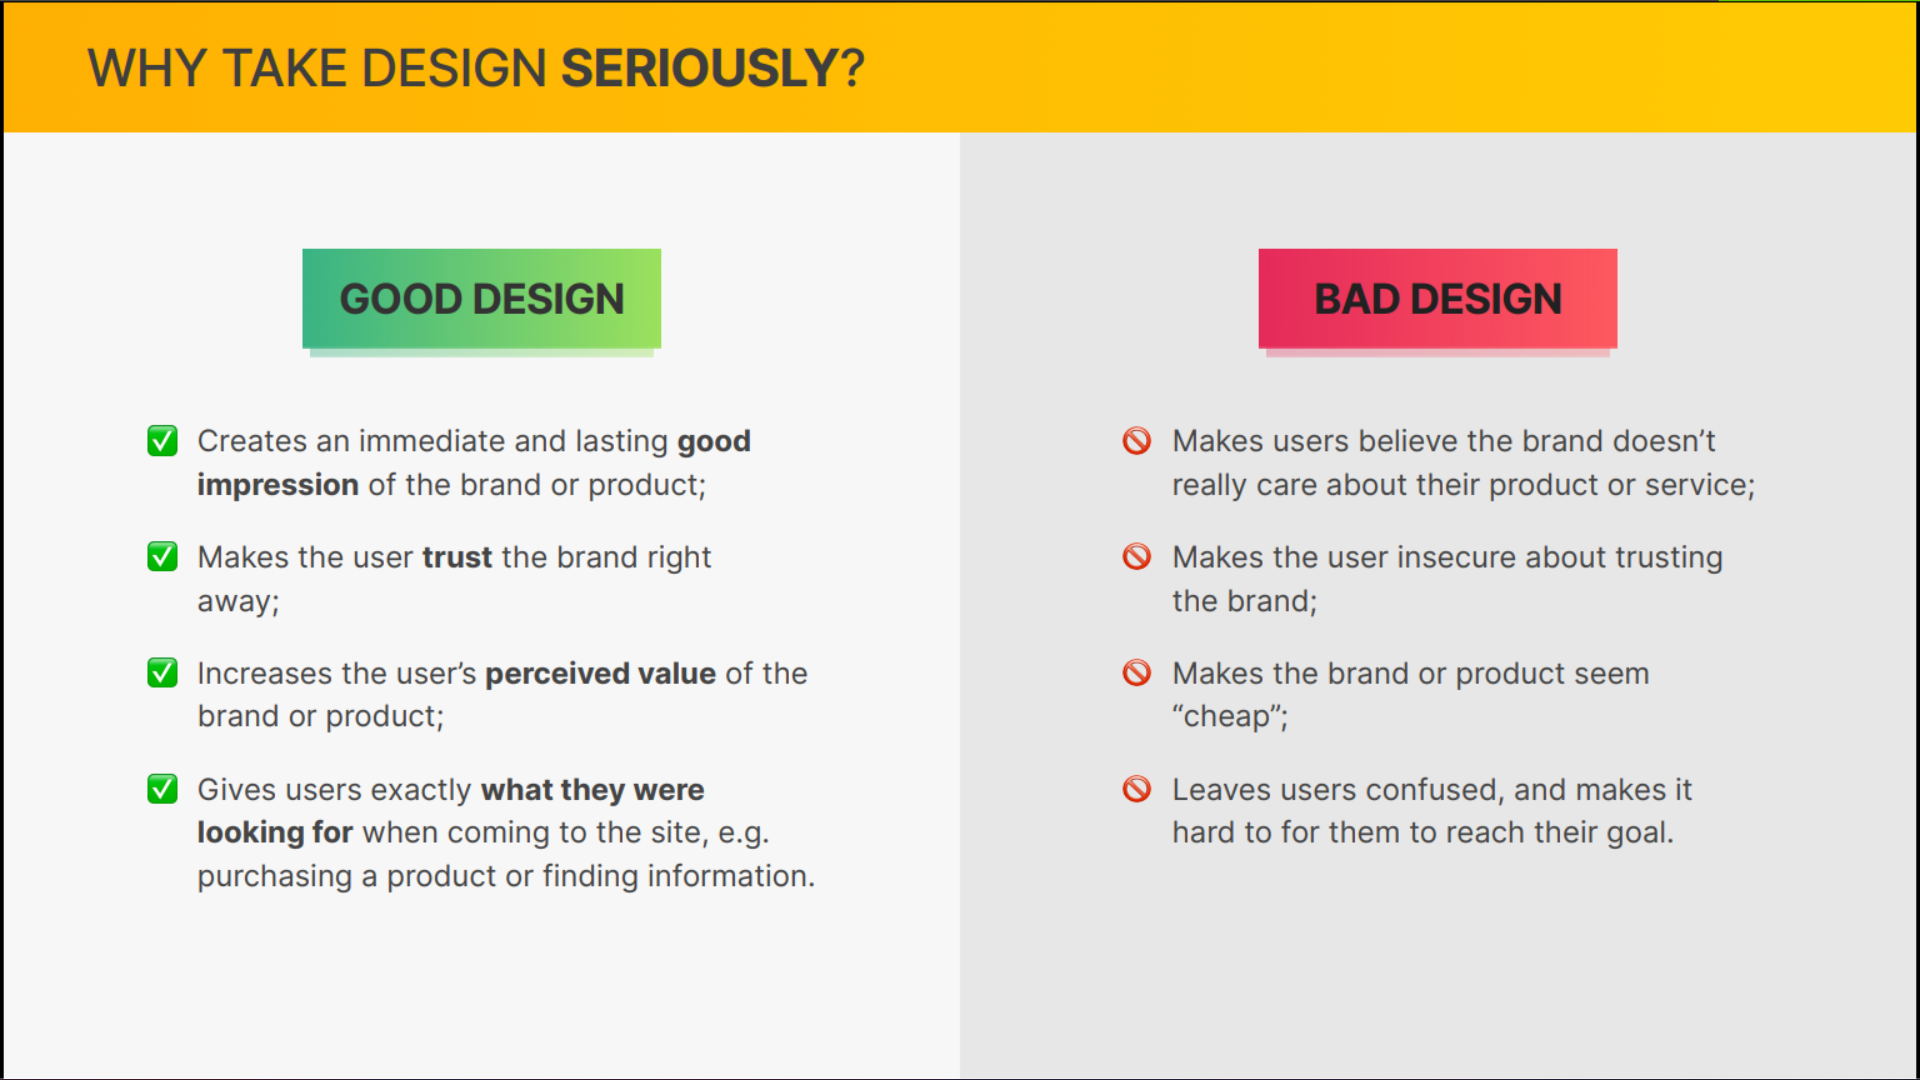 WHY TAKE DESIGN SERIOUSLY?
GOOD DESIGN
Creates an immediate and lasting good
impression of the brand or product;
Makes the user trust the brand right
away;
Increases the user’s perceived value of the
brand or product;
Gives users exactly what they were
looking for when coming to the site, e.g.
purchasing a product or finding information.
BAD DESIGN
Makes users believe the brand doesn’t
really care about their product or service;
Makes the user insecure about trusting
the brand;
Makes the brand or product seem
“cheap”;
Leaves users confused, and makes it
hard to for them to reach their goal.